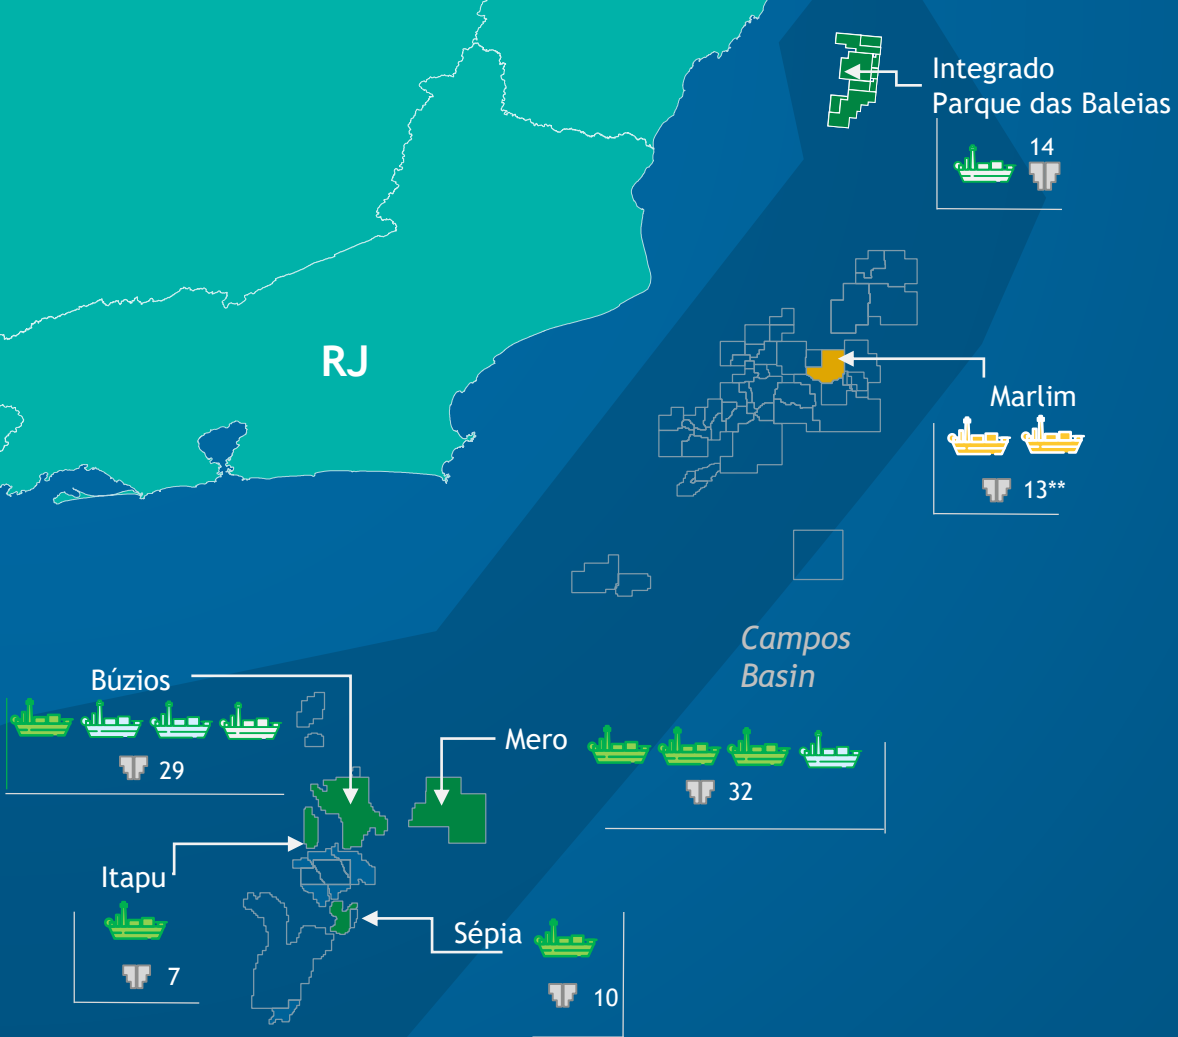 Integrado
Parque das Baleias
14
RJ
Marlim
13**
Campos
Basin
Búzios
29
Mero
32
Itapu
7
Sépia
10